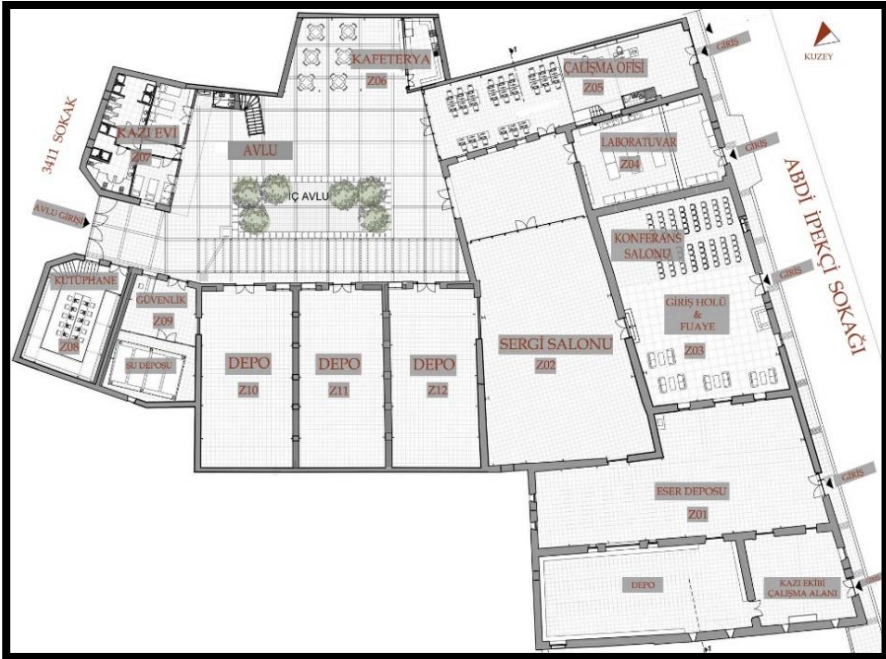 KAFETERYA
Z06
ÇALIŞMA OFİSİ
Z05
GİRİŞ
KUZEY
3411 SOKAK
KAZI EVİ
Z07
AVLU
LABORATUVAR
Z04
GİRİŞ
ABDİ İPEKÇİ SOKAĞI
İÇ AVLU
AVLU GİRİŞİ
KONFERANS
SALONU
GİRİŞ
KÜTÜPHANE
Z08
GÜVENLİK
Z09
SU DEPOSU
GİRİŞ HOLÜ
&
FUAYE
Z03
DEPO
Z10
DEPO
Z11
DEPO
Z12
SERGİ SALONU
Z02
ESER DEPOSU
Z01
GİRİŞ
DEPO
KAZI EKİBİ
ÇALIŞMA ALANI